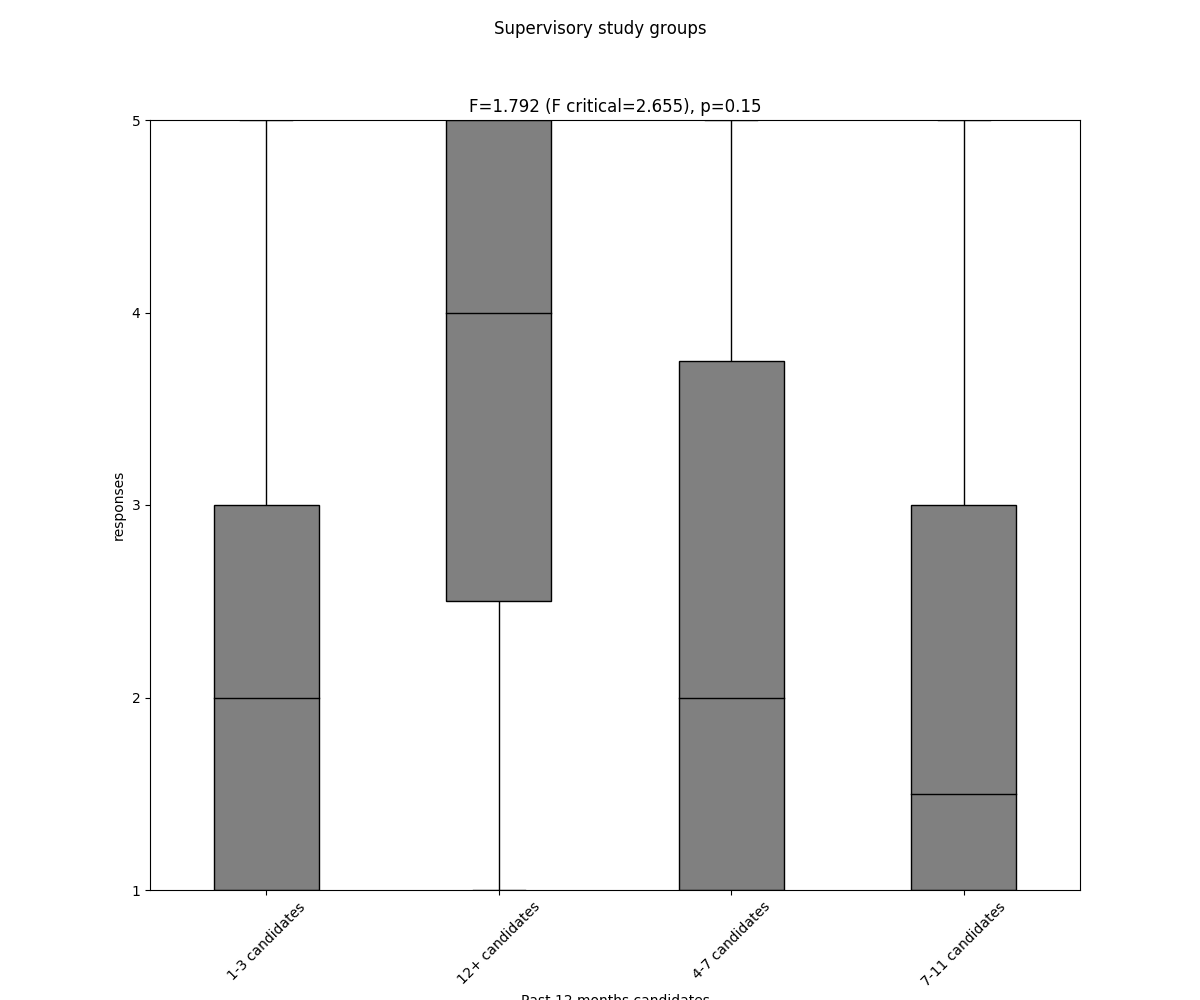 Supervisory study groups
F=1.792 (F critical=2.655), p=0.15
5
4
3
2
1
responses
1-3 candidates
12+ candidates
4-7 candidates
7-11 candidates
Past 12 months candidates